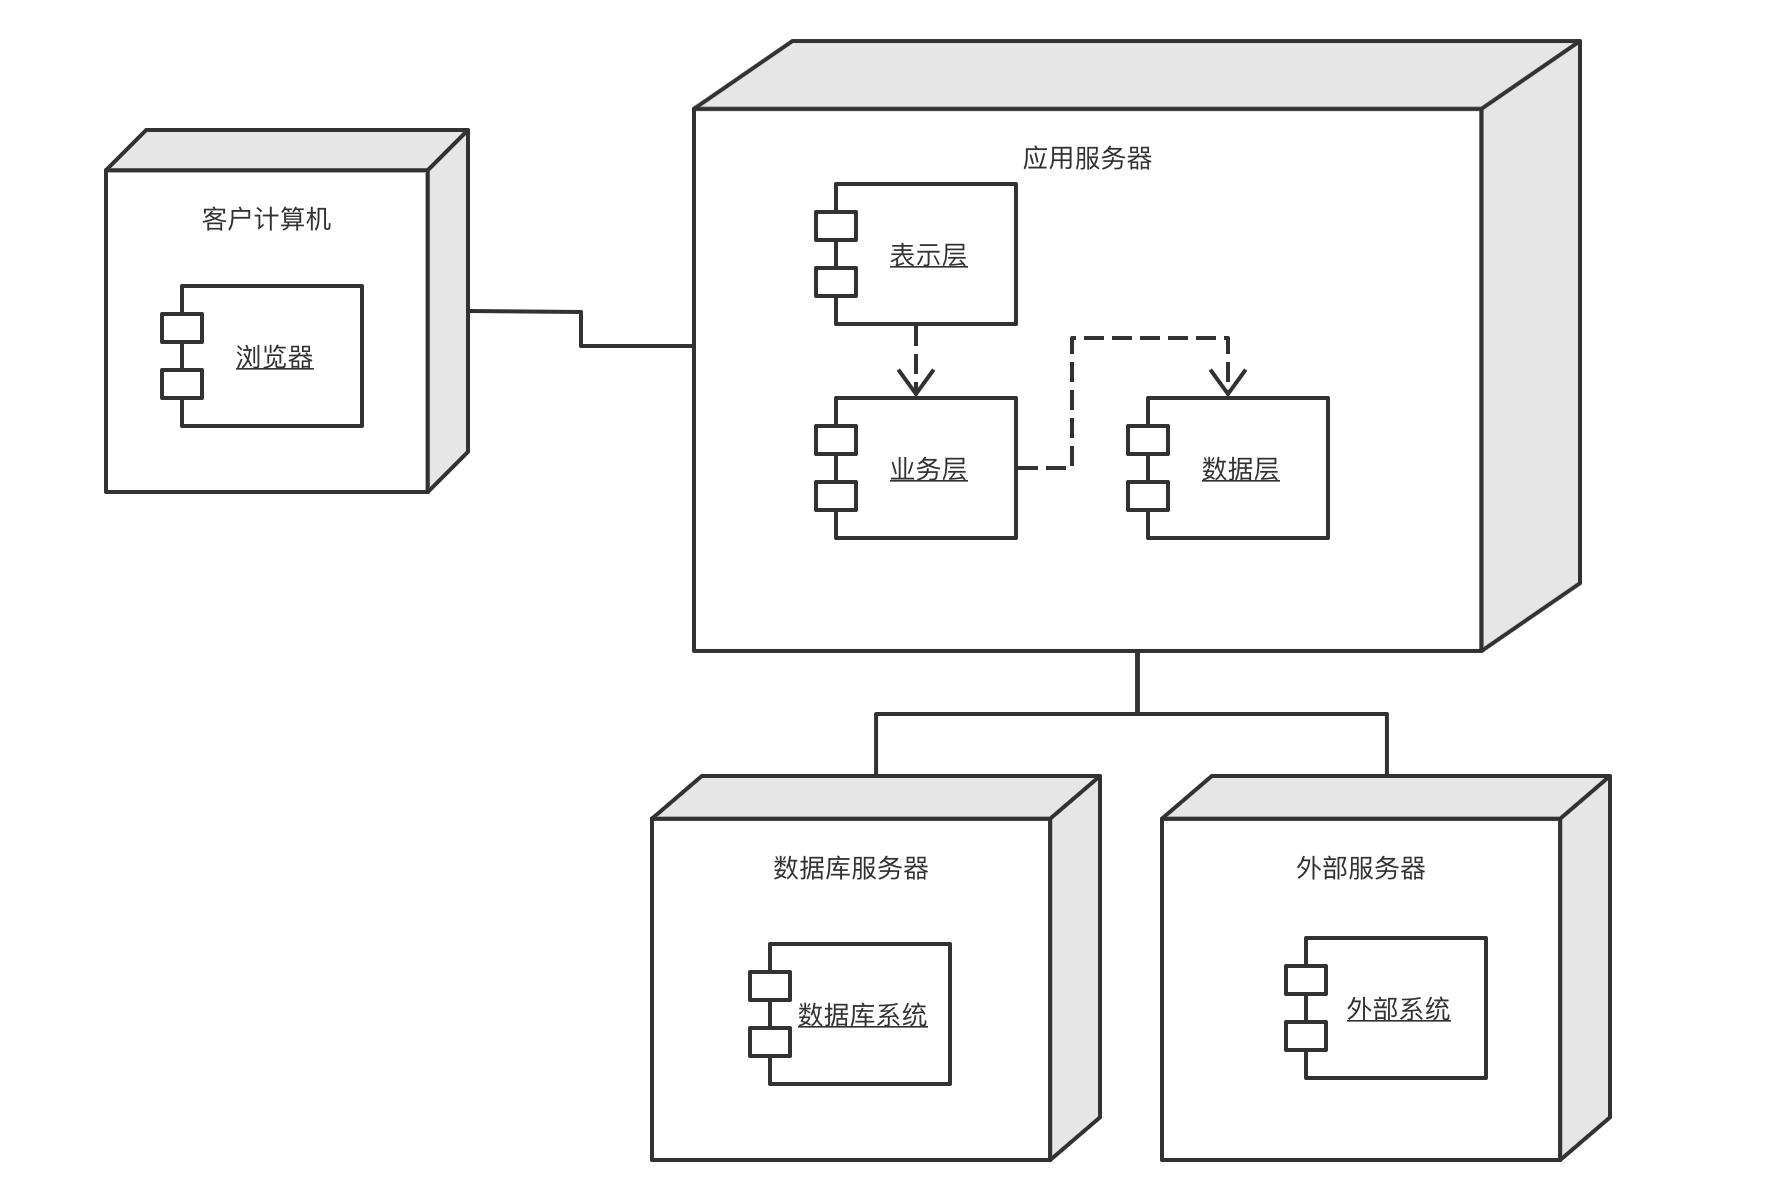 应用服务器
客户计算机
表示层
浏览器
业务层
数据层
数据库服务器
外部服务器
数据库系统
外部系统